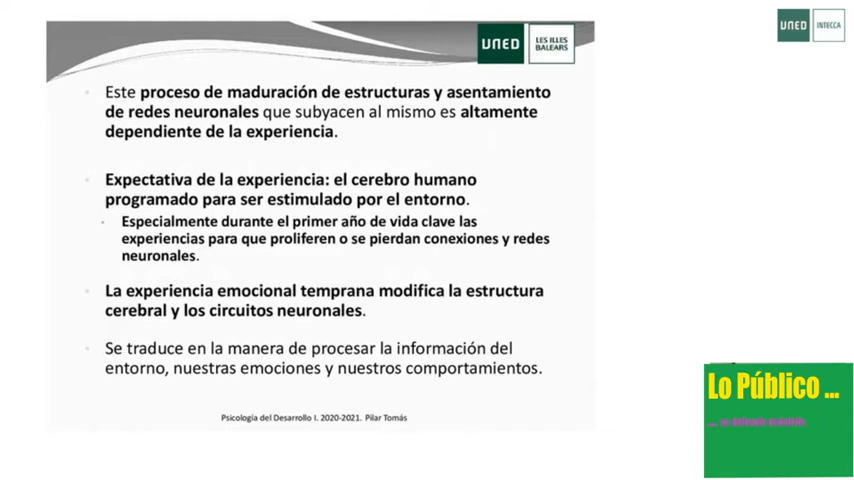 UNED
LES ILLES
BALEARS
UNED
INTECCA
Este proceso de maduración de estructuras y asentamiento
de redes neuronales que subyacen al mismo es altamente
dependiente de la experiencia.
Expectativa de la experiencia: el cerebro humano
programado para ser estimulado por el entorno.
Especialmente durante el primer año de vida clave las
experiencias para que proliferen o se pierdan conexiones y redes
neuronales.
La experiencia emocional temprana modifica la estructura
cerebral y los circuitos neuronales.
Se traduce en la manera de procesar la información del
entorno, nuestras emociones y nuestros comportamientos.
Psicología del Desarrollo I. 2020-2021. Pilar Tomás
Lo Público ...